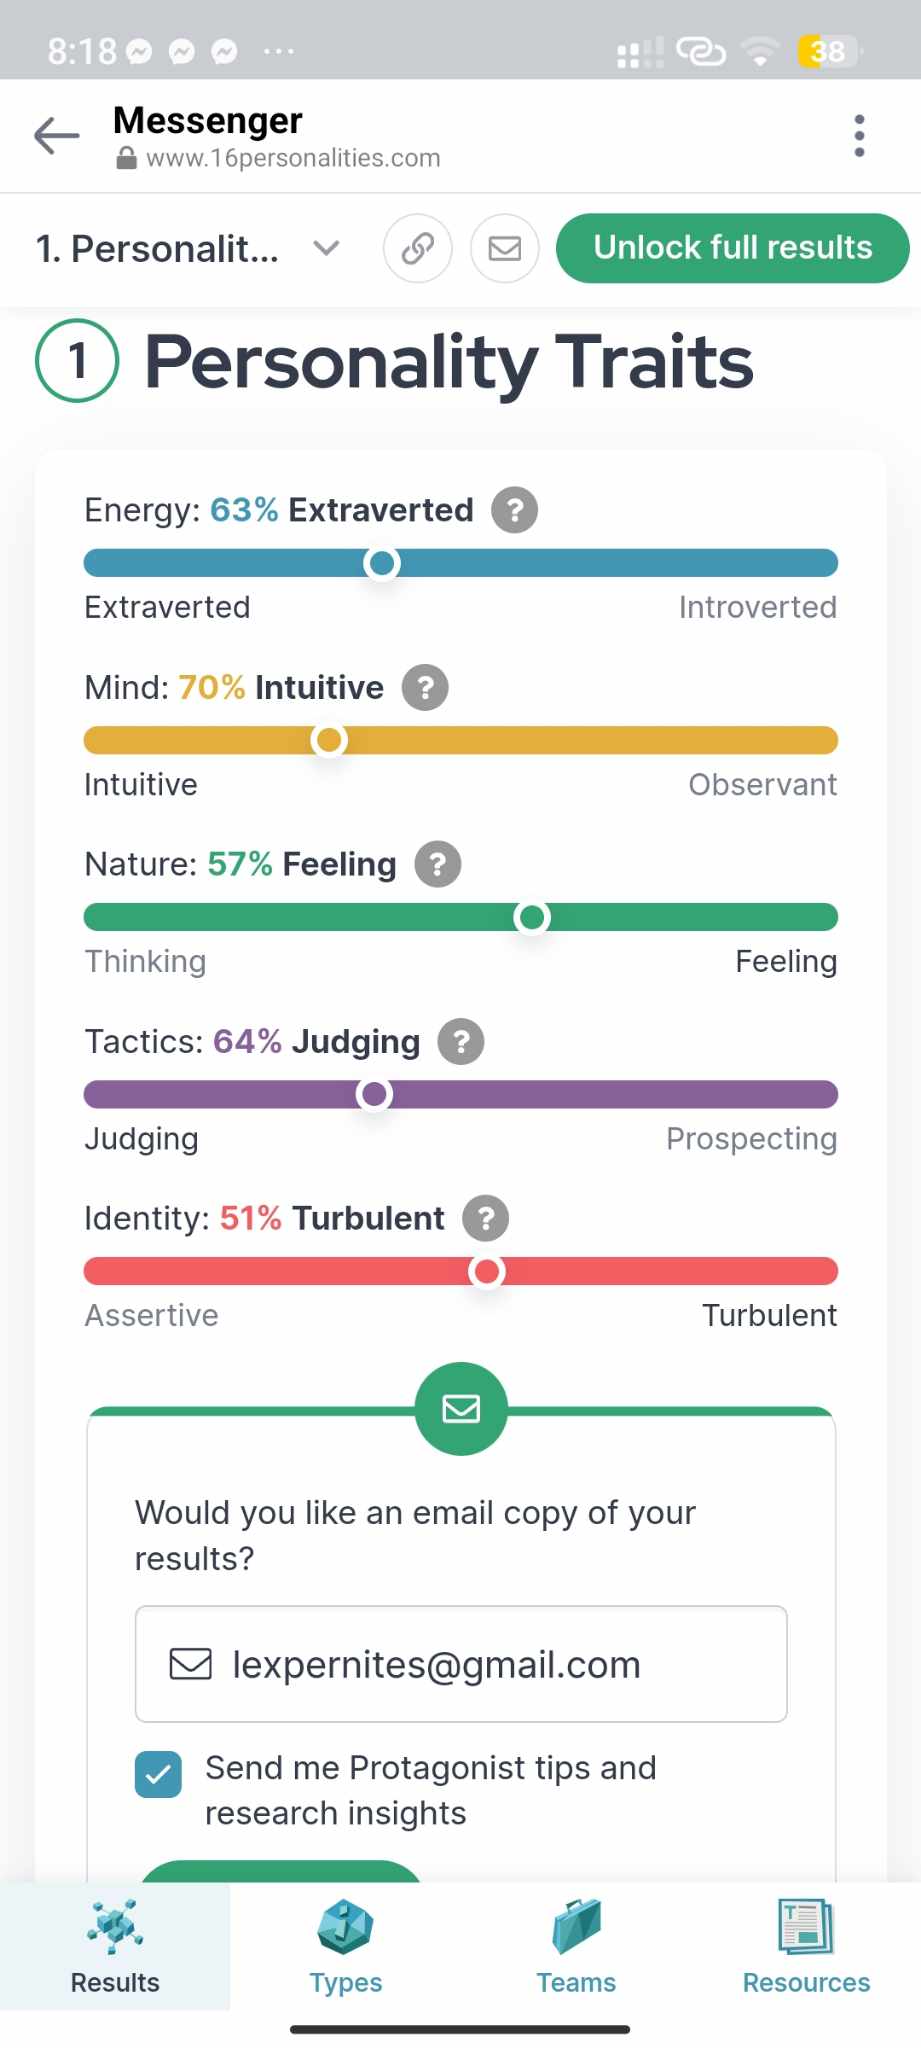 8:18 ...
38
Messenger
www.16personalities.com
1. Personalit...
Unlock full results
1 Personality Traits
Energy: 63% Extraverted ?
Extraverted Introverted
Mind: 70% Intuitive ?
Intuitive Observant
Nature: 57% Feeling ?
Thinking Feeling
Tactics: 64% Judging ?
Judging Prospecting
Identity: 51% Turbulent ?
Assertive Turbulent
Would you like an email copy of your
results?
lexpernites@gmail.com
Send me Protagonist tips and
research insights
Results Types Teams Resources